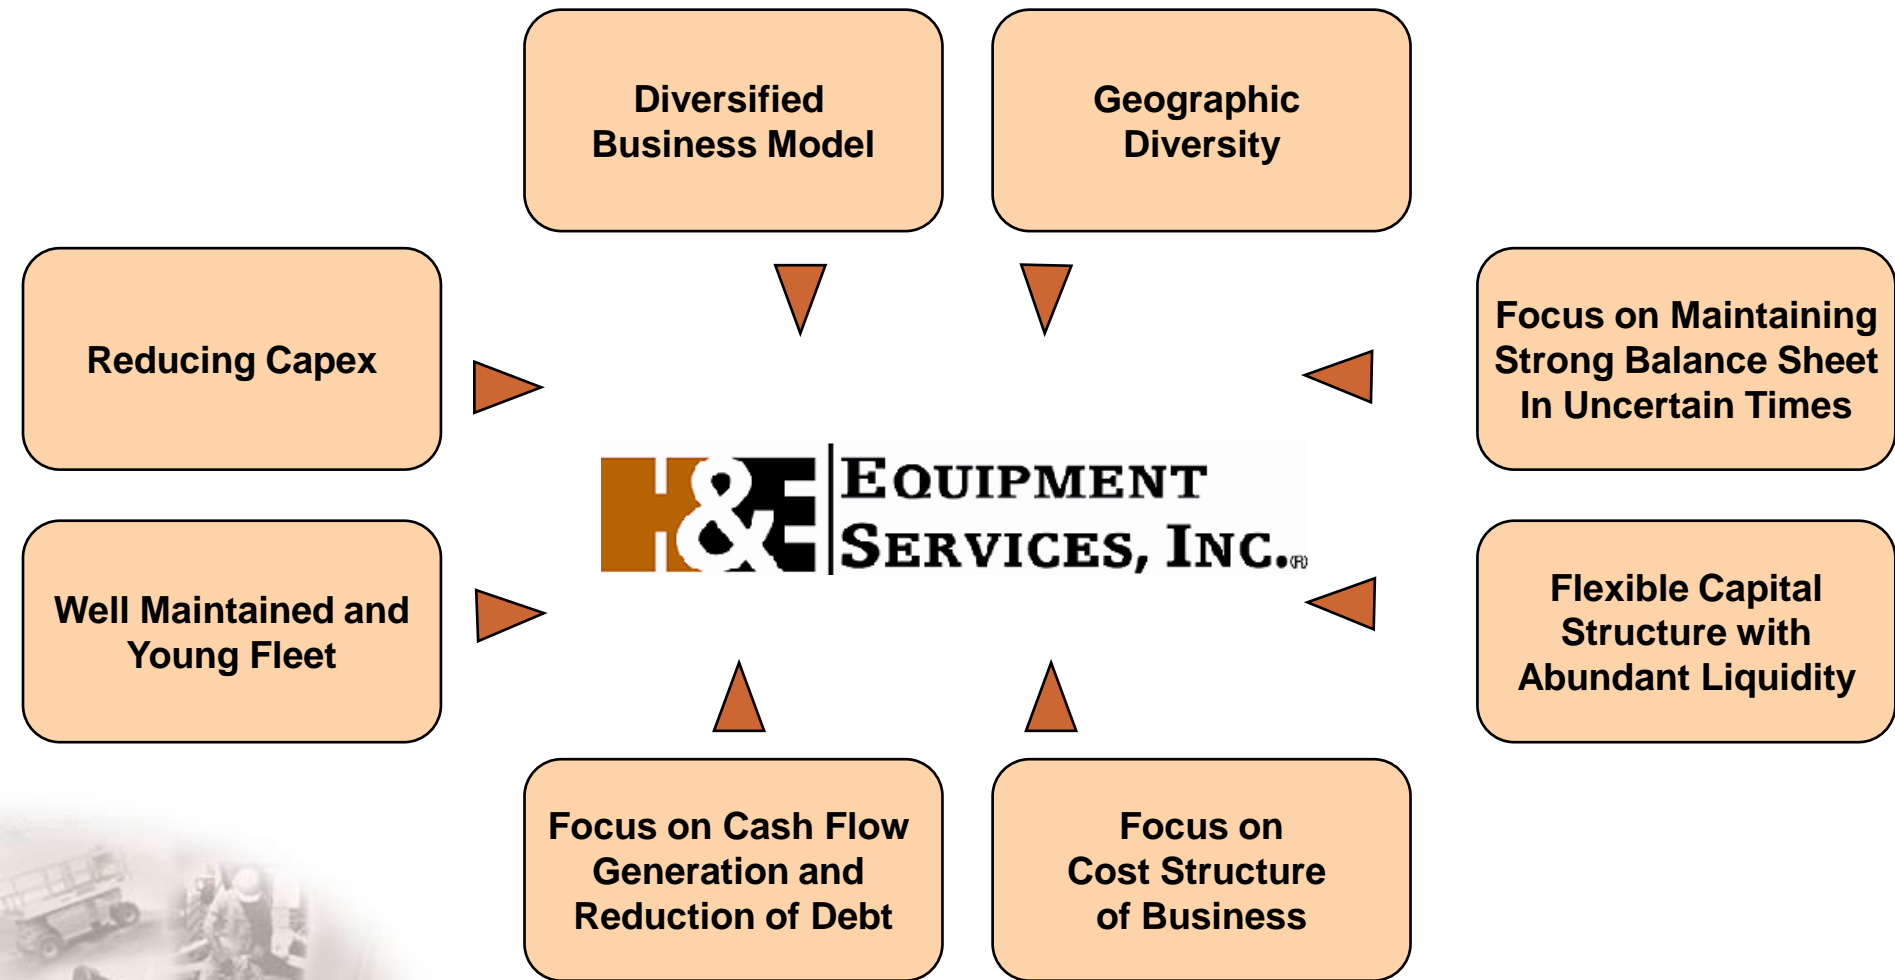 Diversified
Business Model
Geographic
Diversity
Reducing Capex
Focus on Maintaining
Strong Balance Sheet
In Uncertain Times
H&E EQUIPMENT
SERVICES, INC.®
Well Maintained and
Young Fleet
Flexible Capital
Structure with
Abundant Liquidity
Focus on Cash Flow
Generation and
Reduction of Debt
Focus on
Cost Structure
of Business